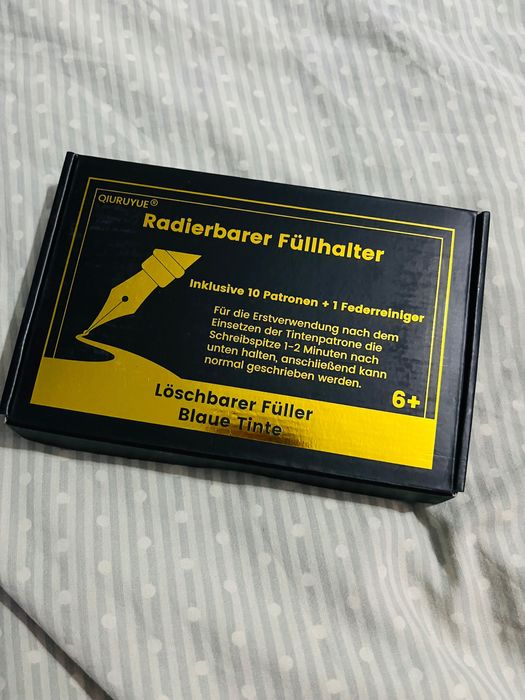 QIURUYUE®
Radierbarer Füllhalter
Inklusive 10 Patronen + 1 Federreiniger
Für die Erstverwendung nach dem
Einsetzen der Tintenpatrone die
Schreibspitze 1-2 Minuten nach
unten halten, anschließend kann
normal geschrieben werden.
6+
Löschbarer Füller
Blaue Tinte